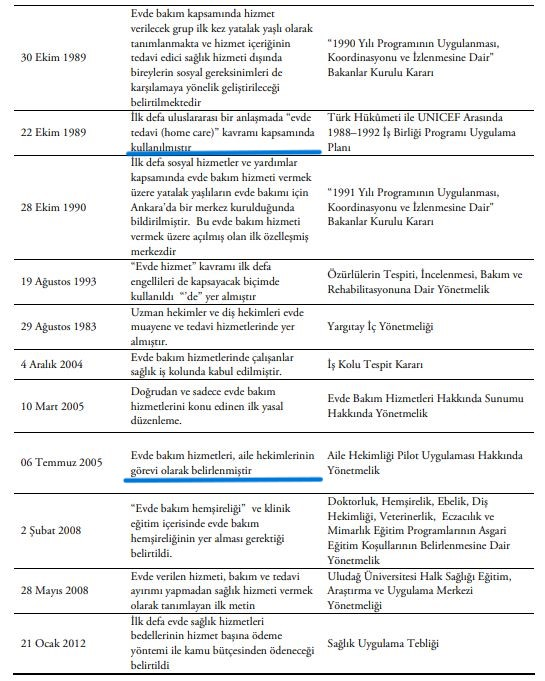 Evde bakım kapsamında hizmet
verilecek grup ilk kez yatalak yaşlı olarak
tanımlanmakta ve hizmet içeriğinin
30 Ekim 1989
tedavi edici sağlık hizmeti dışında
bireylerin sosyal gereksinimleri de
karşılamaya yönelik geliştirileceği
belirtilmektedir
“1990 Yılı Programının Uygulanması,
Koordinasyonu ve İzlenmesine Dair”
Bakanlar Kurulu Kararı
22 Ekim 1989
İlk defa uluslararası bir anlaşmada “evde
tedavi (home care)” kavramı kapsamında
kullanılmıştır
Türk Hükûmeti ile UNICEF Arasında
1988–1992 İş Birliği Programı Uygulama
Planı
28 Ekim 1990
İlk defa sosyal hizmetler ve yardımlar
kapsamında evde bakım hizmeti vermek
üzere yatalak yaşlıların evde bakımı için
Ankara’da bir merkez kurulduğunda
bildirilmiştir. Bu evde bakım hizmeti
vermek üzere açılmış olan ilk özelleşmiş
merkezdir
“1991 Yılı Programının Uygulanması,
Koordinasyonu ve İzlenmesine Dair”
Bakanlar Kurulu Kararı
19 Ağustos 1993
“Evde hizmet” kavramı ilk defa
engellileri de kapsayacak biçimde
kullanıldı “’de” yer almıştır
Özürlülerin Tespiti, İncelenmesi, Bakım ve
Rehabilitasyonuna Dair Yönetmelik
29 Ağustos 1983
Uzman hekimler ve diş hekimleri evde
muayene ve tedavi hizmetlerinde yer
almıştır.
Yargıtay İç Yönetmeliği
4 Aralık 2004
Evde bakım hizmetlerinde çalışanlar
sağlık iş kolunda kabul edilmiştir.
İş Kolu Tespit Kararı
10 Mart 2005
Doğrudan ve sadece evde bakım
hizmetlerini konu edinen ilk yasal
düzenleme.
Evde Bakım Hizmetleri Hakkında Sunumu
Hakkında Yönetmelik
06 Temmuz 2005
Evde bakım hizmetleri, aile hekimlerinin
görevi olarak belirlenmiştir
Aile Hekimliği Pilot Uygulaması Hakkında
Yönetmelik
2 Şubat 2008
“Evde bakım hemşireliği” ve klinik
eğitim içerisinde evde bakım
hemşireliğinin yer alması gerektiği
belirtildi.
Doktorluk, Hemşirelik, Ebelik, Diş
Hekimliği, Veterinerlik, Eczacılık ve
Mimarlık Eğitim Programlarının Asgari
Eğitim Koşullarının Belirlenmesine Dair
Yönetmelik
28 Mayıs 2008
Evde verilen hizmeti, bakım ve tedavi
ayırımı yapmadan sağlık hizmeti vermek
olarak tanımlayan ilk metin
Uludağ Üniversitesi Halk Sağlığı Eğitim,
Araştırma ve Uygulama Merkezi
Yönetmeliği
21 Ocak 2012
İlk defa evde sağlık hizmetleri
bedellerinin hizmet başına ödeme
yöntemi ile kamu bütçesinden ödeneceği
belirtildi
Sağlık Uygulama Tebliği